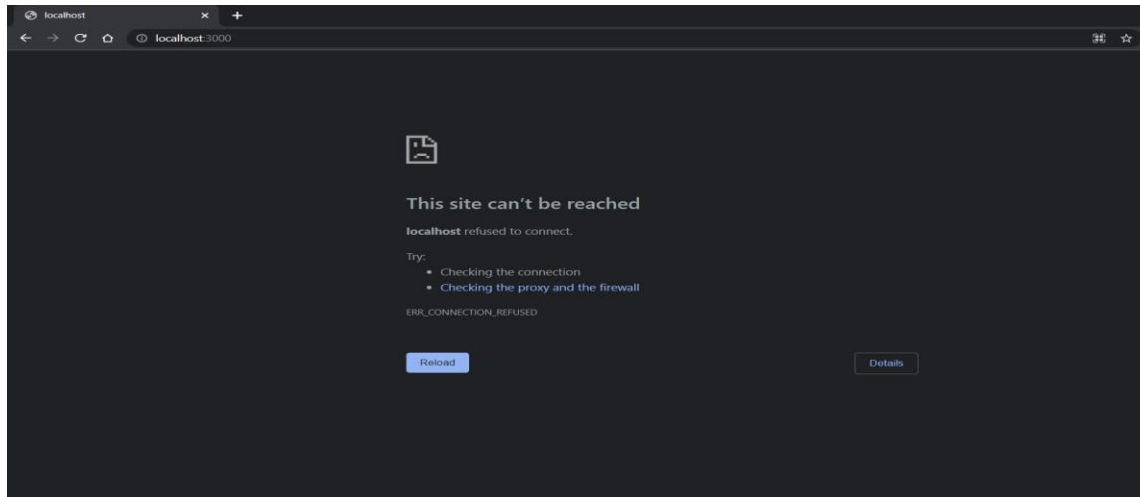 localhost
localhost:3000
This site can't be reached
localhost refused to connect.
Try:
• Checking the connection
• Checking the proxy and the firewall
ERR_CONNECTION_REFUSED
Reload
Details